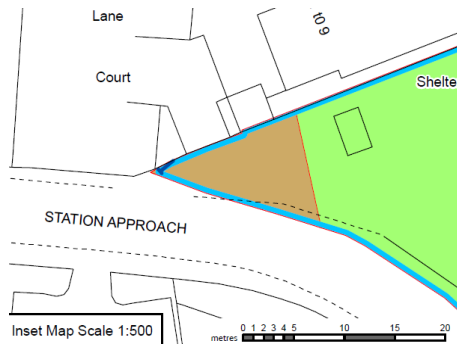 Lane
to 9
Court
Shelte
STATION APPROACH
Inset Map Scale 1:500
metres 0 1 2 3 4 5 10 15 20